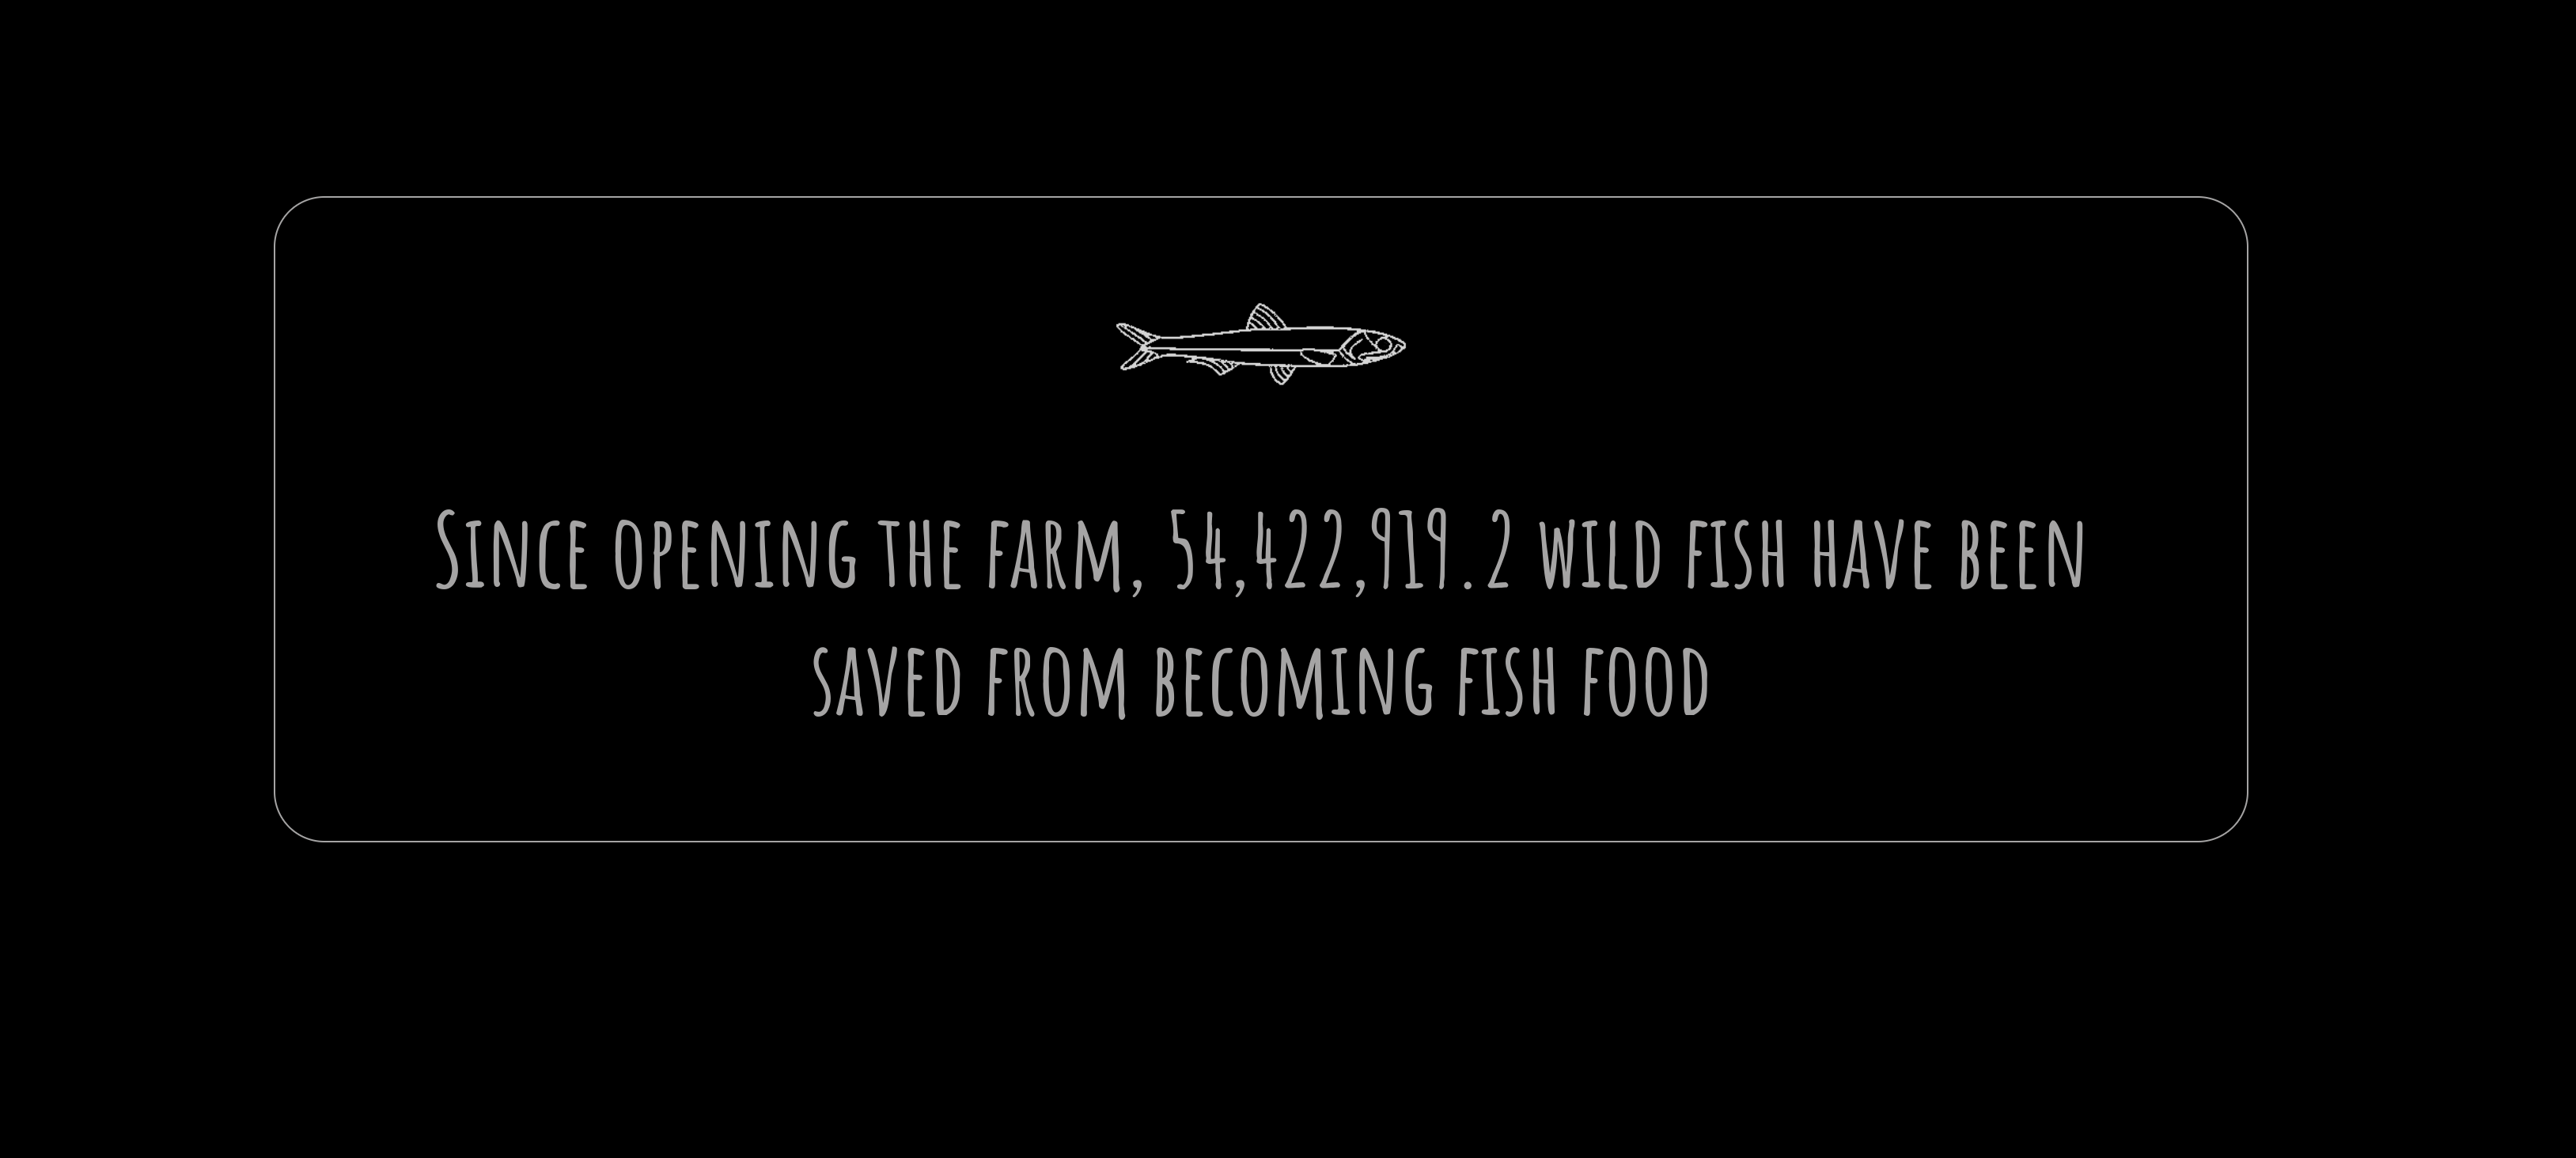 Since opening the farm, 54,422,919.2 wild fish have been
saved from becoming fish food